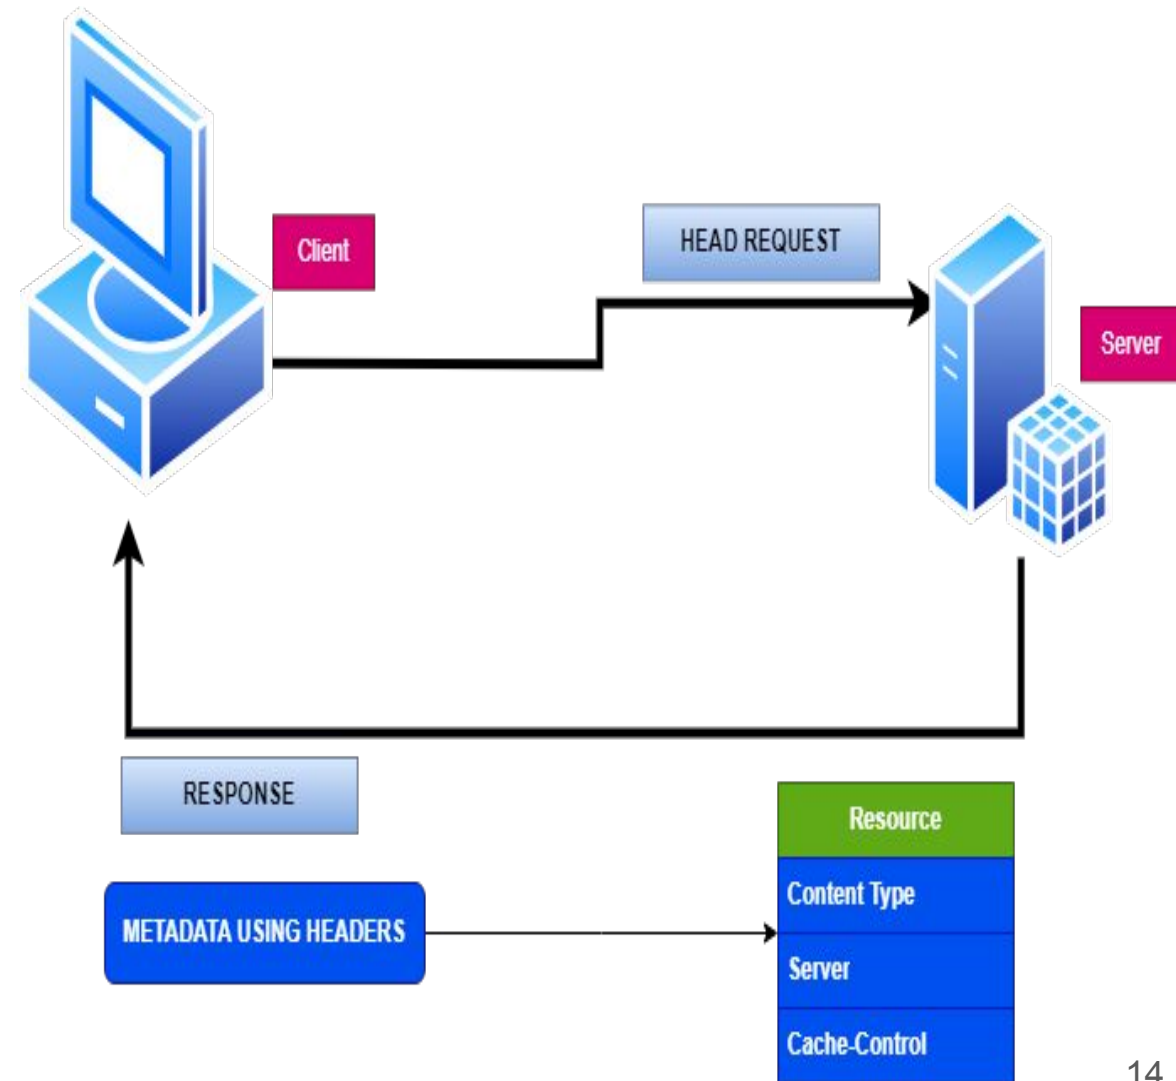 Client
HEAD REQUEST
Server
RESPONSE
Resource
METADATA USING HEADERS
Content Type
Server
Cache-Control
14